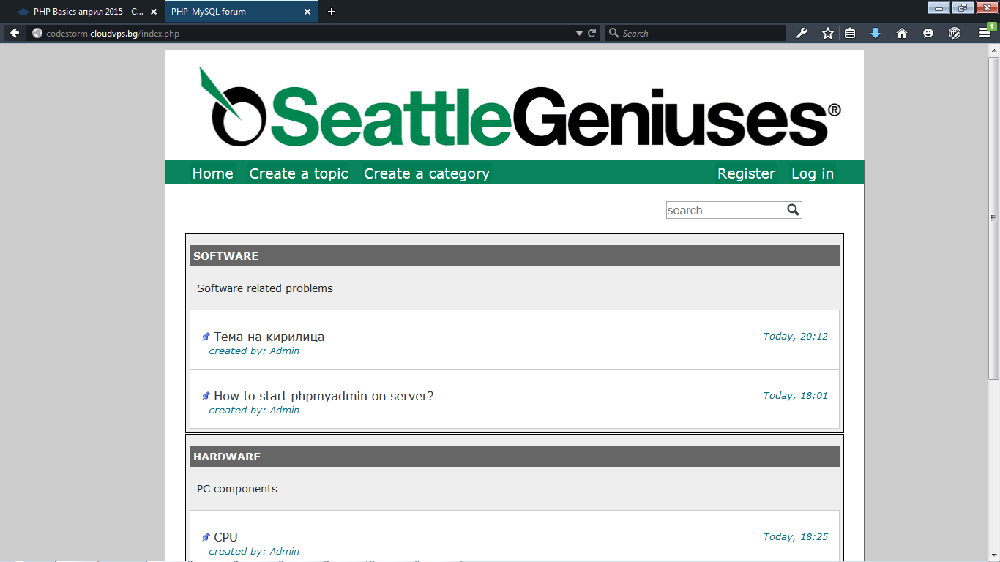 PHP Basics април 2015 - C...
PHP-MySQL forum
codestorm.cloudvps.bg/index.php
Search
SeattleGeniuses®
Home Create a topic Create a category Register Log in
search..
SOFTWARE
Software related problems
Тема на кирилица Today, 20:12
created by: Admin
How to start phpmyadmin on server? Today, 18:01
created by: Admin
HARDWARE
PC components
CPU Today, 18:25
created by: Admin